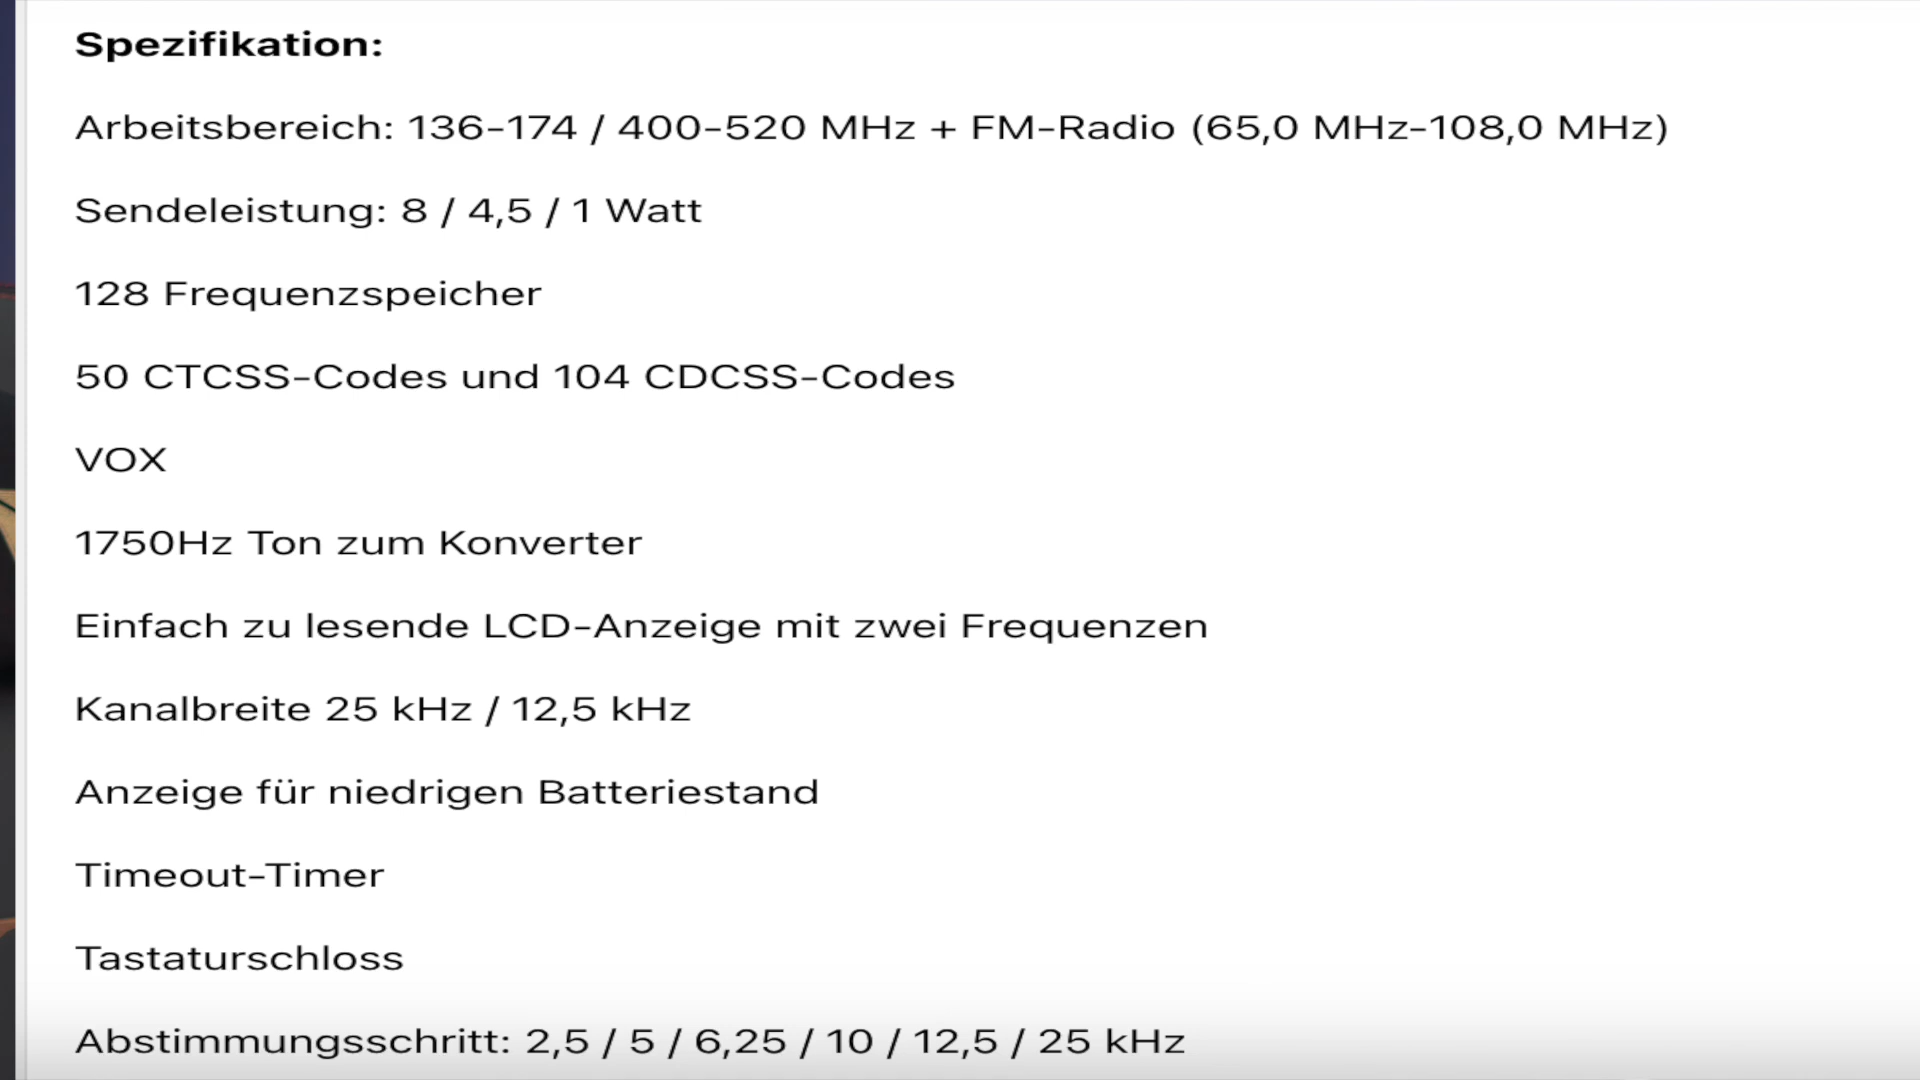 Spezifikation:
Arbeitsbereich: 136-174 / 400-520 MHz + FM-Radio (65,0 MHz-108,0 MHz)
Sendeleistung: 8 / 4,5 / 1 Watt
128 Frequenzspeicher
50 CTCSS-Codes und 104 CDCSS-Codes
VOX
1750Hz Ton zum Konverter
Einfach zu lesende LCD-Anzeige mit zwei Frequenzen
Kanalbreite 25 kHz / 12,5 kHz
Anzeige für niedrigen Batteriestand
Timeout-Timer
Tastaturschloss
Abstimmungsschritt: 2,5 / 5 / 6,25 / 10 / 12,5 / 25 kHz